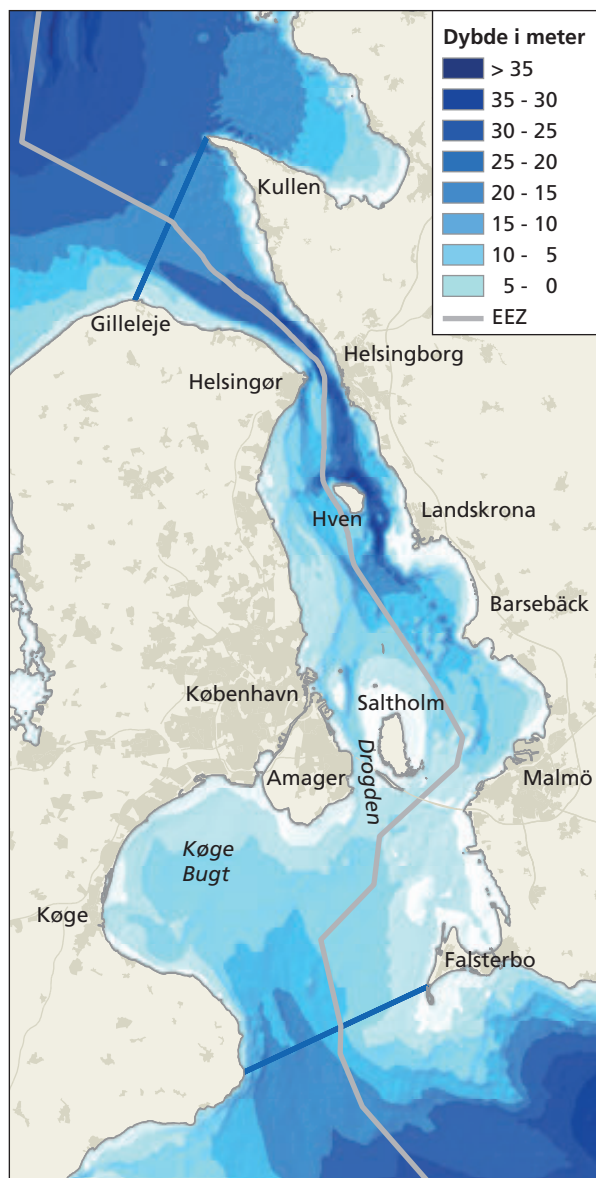 Dybde i meter
> 35
35 - 30
30 - 25
25 - 20
20 - 15
15 - 10
10 - 5
5 - 0
EEZ
Kullen
Gilleleje
Helsingborg
Helsingør
Hven
Landskrona
Barsebäck
København
Saltholm
Amager
Drogden
Malmö
Køge
Bugt
Køge
Falsterbo